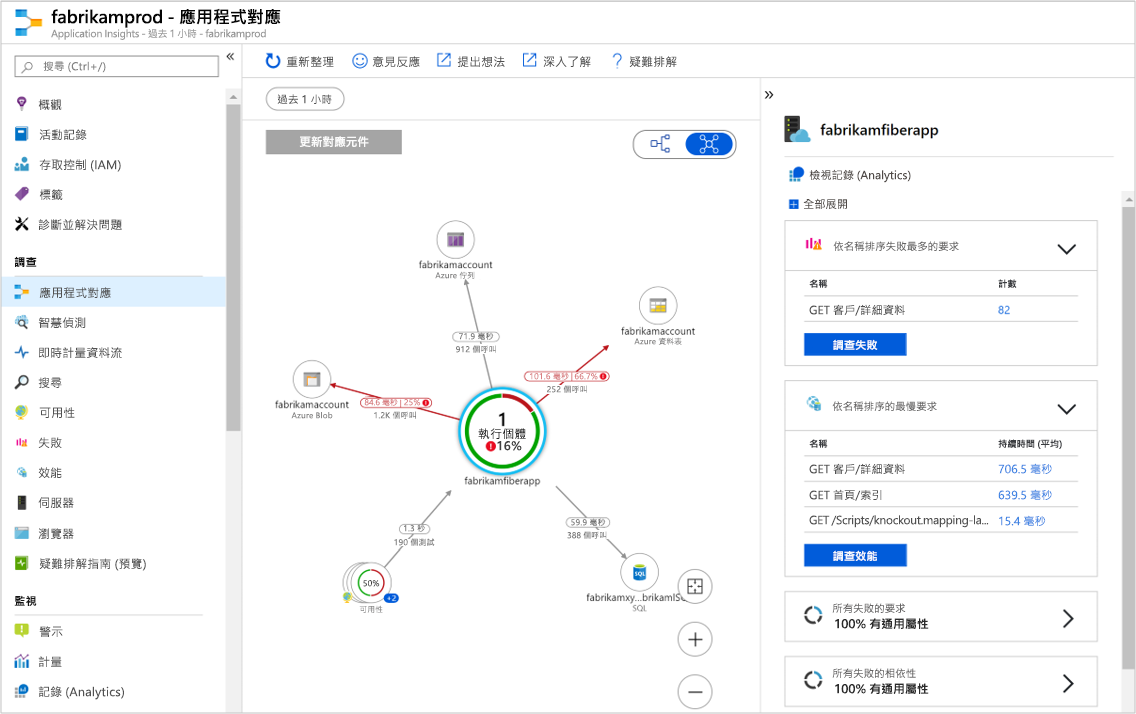 fabrikamprod - 應用程式對應
Application Insights - 過去 1 小時 - fabrikamprod
搜尋 (Ctrl+/)
«
概觀
活動記錄
存取控制 (IAM)
標籤
診斷並解決問題
調查
應用程式對應
智慧偵測
即時計量資料流
搜尋
可用性
失敗
效能
伺服器
瀏覽器
疑難排解指南 (預覽)
監視
警示
計量
記錄 (Analytics)
重新整理
意見反應
提出想法
深入了解
? 疑難排解
過去 1 小時
更新對應元件
fabrikamaccount
Azure 佇列
71.9 毫秒
912 個呼叫
fabrikamaccount
Azure 資料表
101.6 毫秒 | 66.7%
252 個呼叫
fabrikamaccount
Azure Blob
84.6 毫秒 | 25%
1.2K 個呼叫
1
執行個體
16%
fabrikamfiberapp
1.3 秒
190 個測試
59.9 毫秒
388 個呼叫
50%
+2
可用性
SQL
fabrikamxy...brikamlSC
SQL
»
fabrikamfiberapp
檢視記錄 (Analytics)
全部展開
依名稱排序失敗最多的要求
名稱 計數
GET 客戶/詳細資料 82
調查失敗
依名稱排序的最慢要求
名稱 持續時間 (平均)
GET 客戶/詳細資料 706.5 毫秒
GET 首頁/索引 639.5 毫秒
GET /Scripts/knockout.mapping-la... 15.4 毫秒
調查效能
所有失敗的要求
100% 有通用屬性
所有失敗的相依性
100% 有通用屬性